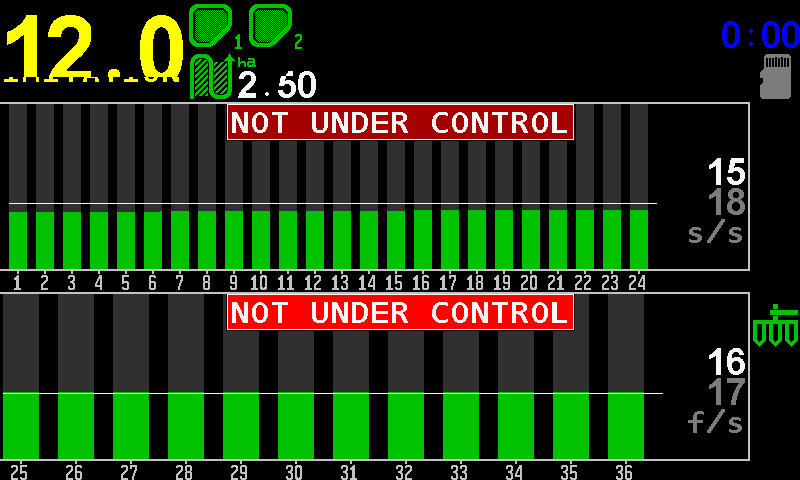 12.0
1
2
0:00
ha
2.50
NOT UNDER CONTROL
15
18
s/s
1 2 3 4 5 6 7 8 9 10 11 12 13 14 15 16 17 18 19 20 21 22 23 24
NOT UNDER CONTROL
16
17
f/s
25 26 27 28 29 30 31 32 33 34 35 36